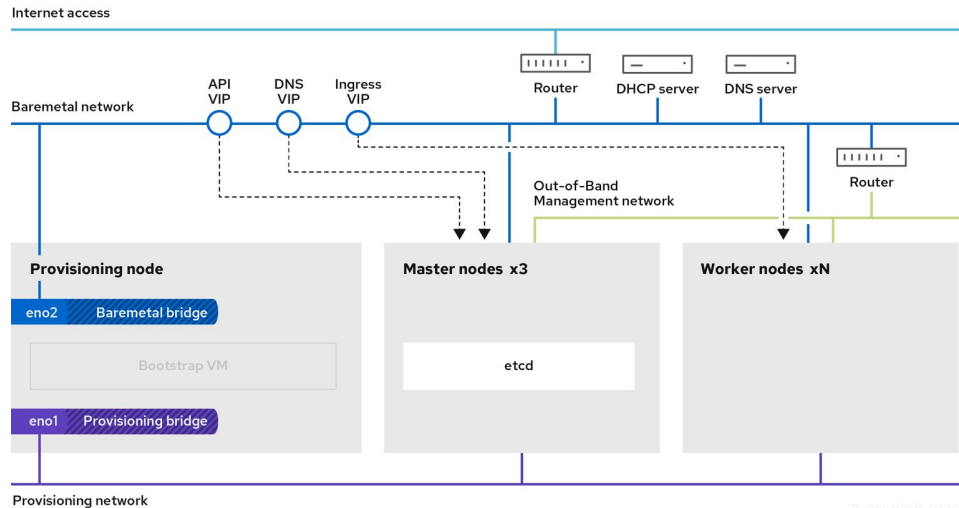 Internet access
API
VIP
DNS
VIP
Ingress
VIP
Router
DHCP server
DNS server
Baremetal network
Router
Out-of-Band
Management network
Provisioning node
Master nodes x3
Worker nodes xN
eno2
Baremetal bridge
Bootstrap VM
etcd
eno1
Provisioning bridge
Provisioning network